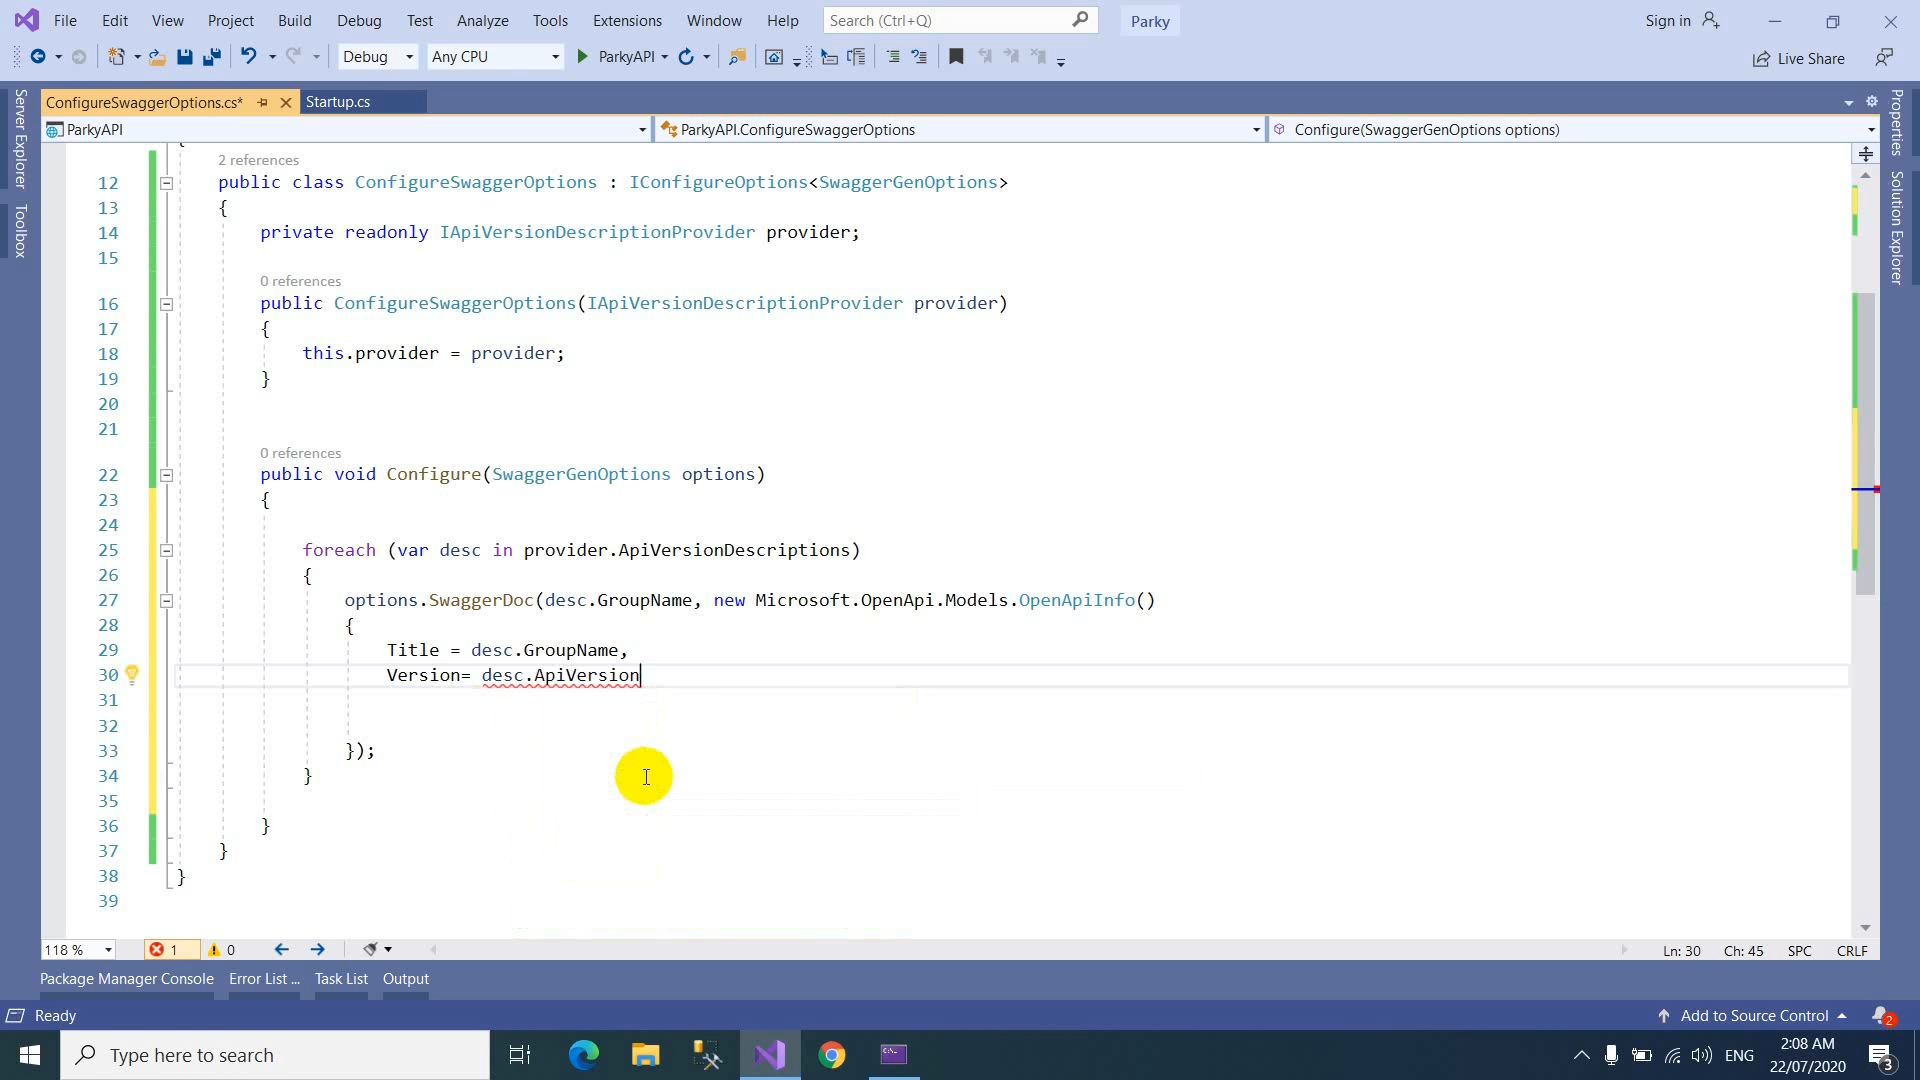 File Edit View Project Build Debug Test Analyze Tools Extensions Window Help Search (Ctrl+Q) Parky Sign in
Debug Any CPU ParkyAPI Live Share
ConfigureSwaggerOptions.cs* Startup.cs
ParkyAPI ParkyAPI.ConfigureSwaggerOptions Configure(SwaggerGenOptions options)
Server Explorer
Toolbox
Properties
Solution Explorer
{
2 references
12 public class ConfigureSwaggerOptions : IConfigureOptions<SwaggerGenOptions>
13 {
14 private readonly IApiVersionDescriptionProvider provider;
15
0 references
16 public ConfigureSwaggerOptions(IApiVersionDescriptionProvider provider)
17 {
18 this.provider = provider;
19 }
20
21
0 references
22 public void Configure(SwaggerGenOptions options)
23 {
24
25 foreach (var desc in provider.ApiVersionDescriptions)
26 {
27 options.SwaggerDoc(desc.GroupName, new Microsoft.OpenApi.Models.OpenApiInfo()
28 {
29 Title = desc.GroupName,
30 Version= desc.ApiVersion
31
32
33 });
34 }
35
36 }
37 }
38 }
39
118 % 1 0 Ln: 30 Ch: 45 SPC CRLF
Package Manager Console Error List ... Task List Output
Ready Add to Source Control 2
Type here to search ENG 2:08 AM
22/07/2020 3